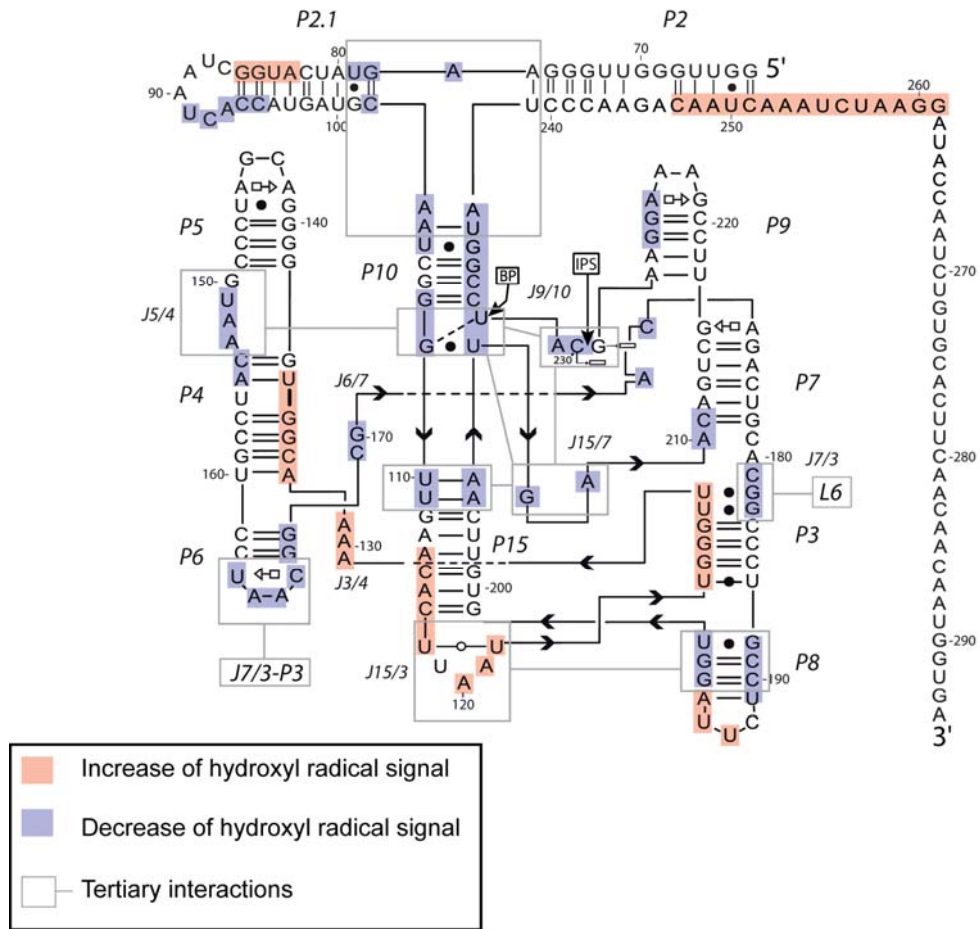 P2.1 P2
80 70
U C G G U A C U A U G A A G G G U U G G G U U G G 5'
A
90- A
U C A C C A U G A U G C U C C C A A G A C A A U C A A A U C U A A G G
100 240 250 260
G C
A A
U G
C G -140
C G
C G
P5
150- G
U
A
A
C
J5/4
A
U
C
C
G
U
160-
P4
G
U
G
G
C
A
C
C
P6
G
G
U C
A A
J7/3-P3
A
A -130
A
J3/4
A A
A U
U G
C G
G C
G C
I U
G U
P10
BP
IPS
J9/10
A C G
230
J6/7
G -170
C
C
A
A A
G G
G C -220
A C
A U
U
P9
G A
C G
U A
G C
A U
C G
210- A C
A -180
P7
J15/7
G A
110- U A
U A
G C
A U
A U
C G
A U
C G -200
U
P15
J15/3
U U
U A
A
120
C
G
G
C
C
C
U
J7/3
L6
P3
U
U
G
G
G
U
U G
G C
G C -190
A U
U C
U
P8
A
U
A
C
C
A
A
U
C -270
U
G
U
G
C
A
C
U
U
C -280
A
A
C
A
A
C
A
A
U
G -290
G
U
G
A
3'
Increase of hydroxyl radical signal
Decrease of hydroxyl radical signal
Tertiary interactions